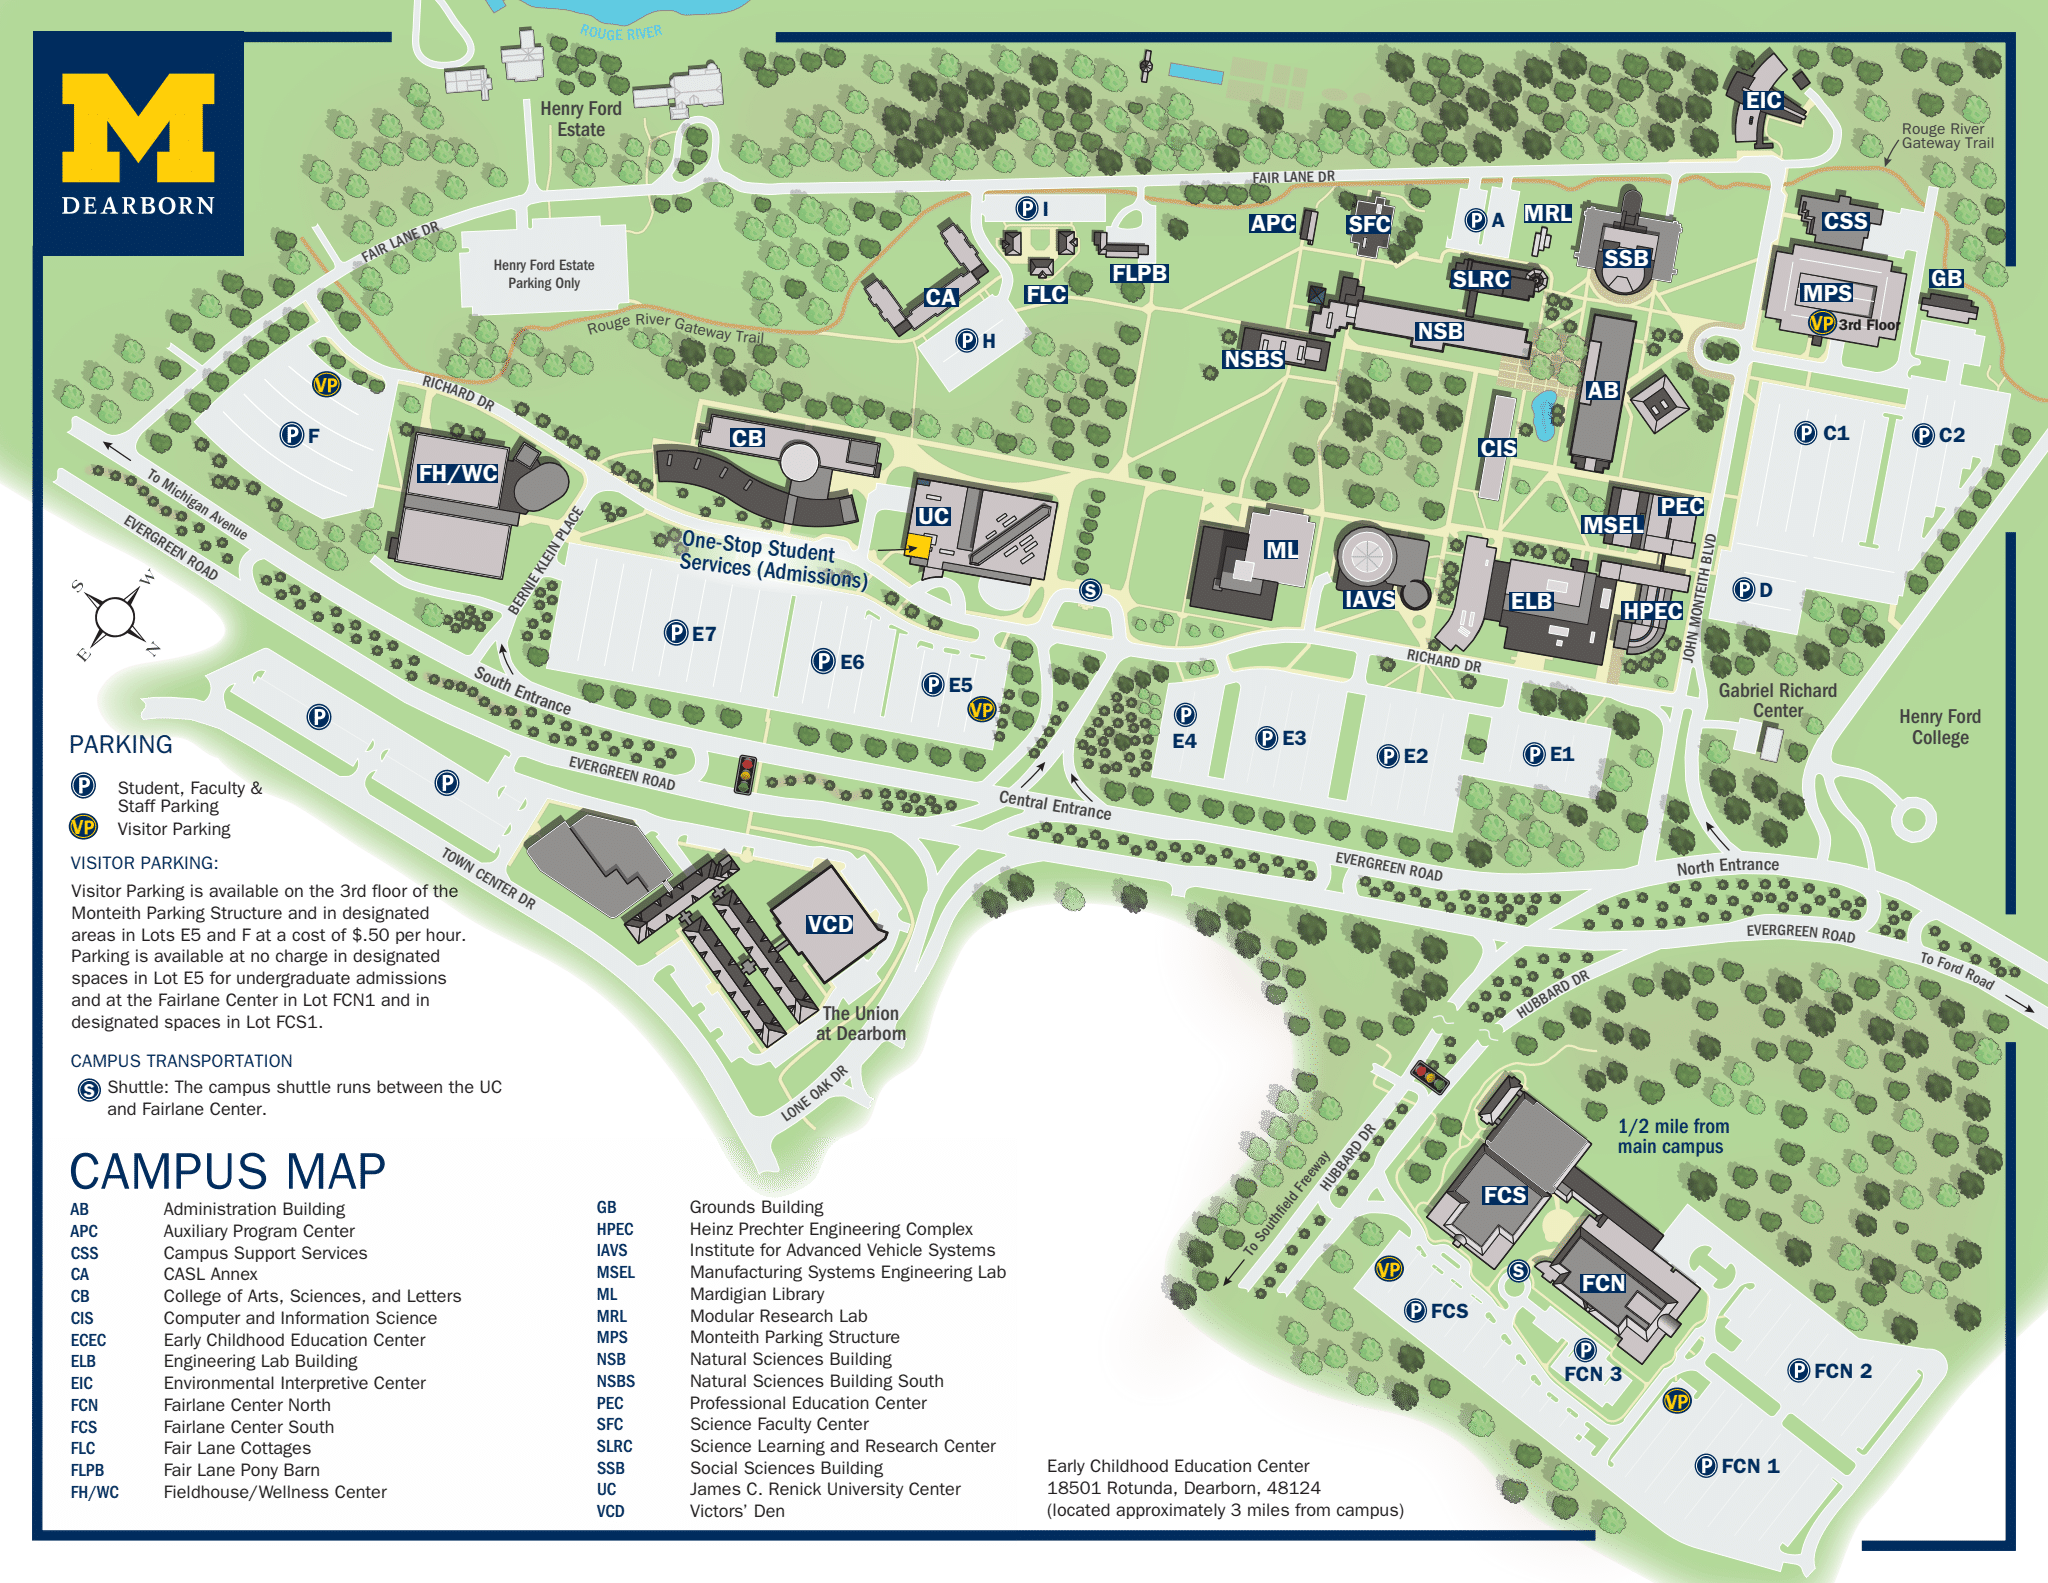 M
DEARBORN
ROUGE RIVER
Henry Ford
Estate
EIC
Rouge River
Gateway Trail
FAIR LANE DR
FAIR LANE DR
P I
APC
SFC
P A
MRL
SSB
CSS
Henry Ford Estate
Parking Only
FLPB
FLC
CA
SLRC
MPS
VP 3rd Floor
GB
Rouge River Gateway Trail
P H
NSB
NSBS
VP
RICHARD DR
AB
P F
CB
CIS
P C1
P C2
FH/WC
To Michigan Avenue
EVERGREEN ROAD
UC
PEC
MSEL
One-Stop Student
Services (Admissions)
BERNIE KLEIN PLACE
ML
IAVS
ELB
HPEC
JOHN MONTEITH BLVD
P D
S
S
W
E
N
P E7
P E6
P E5
VP
RICHARD DR
South Entrance
Gabriel Richard
Center
Henry Ford
College
P
E4
P E3
P E2
P E1
P
P
EVERGREEN ROAD
Central Entrance
EVERGREEN ROAD
North Entrance
EVERGREEN ROAD
To Ford Road
HUBBARD DR
TOWN CENTER DR
VCD
The Union
at Dearborn
LONE OAK DR
HUBBARD DR
To Southfield Freeway
1/2 mile from
main campus
FCS
FCN
S
VP
P FCS
P
FCN 3
P FCN 2
VP
P FCN 1
PARKING
P Student, Faculty &
Staff Parking
VP Visitor Parking
VISITOR PARKING:
Visitor Parking is available on the 3rd floor of the
Monteith Parking Structure and in designated
areas in Lots E5 and F at a cost of $.50 per hour.
Parking is available at no charge in designated
spaces in Lot E5 for undergraduate admissions
and at the Fairlane Center in Lot FCN1 and in
designated spaces in Lot FCS1.
CAMPUS TRANSPORTATION
S Shuttle: The campus shuttle runs between the UC
and Fairlane Center.
CAMPUS MAP
AB Administration Building
APC Auxiliary Program Center
CSS Campus Support Services
CA CASL Annex
CB College of Arts, Sciences, and Letters
CIS Computer and Information Science
ECEC Early Childhood Education Center
ELB Engineering Lab Building
EIC Environmental Interpretive Center
FCN Fairlane Center North
FCS Fairlane Center South
FLC Fair Lane Cottages
FLPB Fair Lane Pony Barn
FH/WC Fieldhouse/Wellness Center
GB Grounds Building
HPEC Heinz Prechter Engineering Complex
IAVS Institute for Advanced Vehicle Systems
MSEL Manufacturing Systems Engineering Lab
ML Mardigian Library
MRL Modular Research Lab
MPS Monteith Parking Structure
NSB Natural Sciences Building
NSBS Natural Sciences Building South
PEC Professional Education Center
SFC Science Faculty Center
SLRC Science Learning and Research Center
SSB Social Sciences Building
UC James C. Renick University Center
VCD Victors' Den
Early Childhood Education Center
18501 Rotunda, Dearborn, 48124
(located approximately 3 miles from campus)